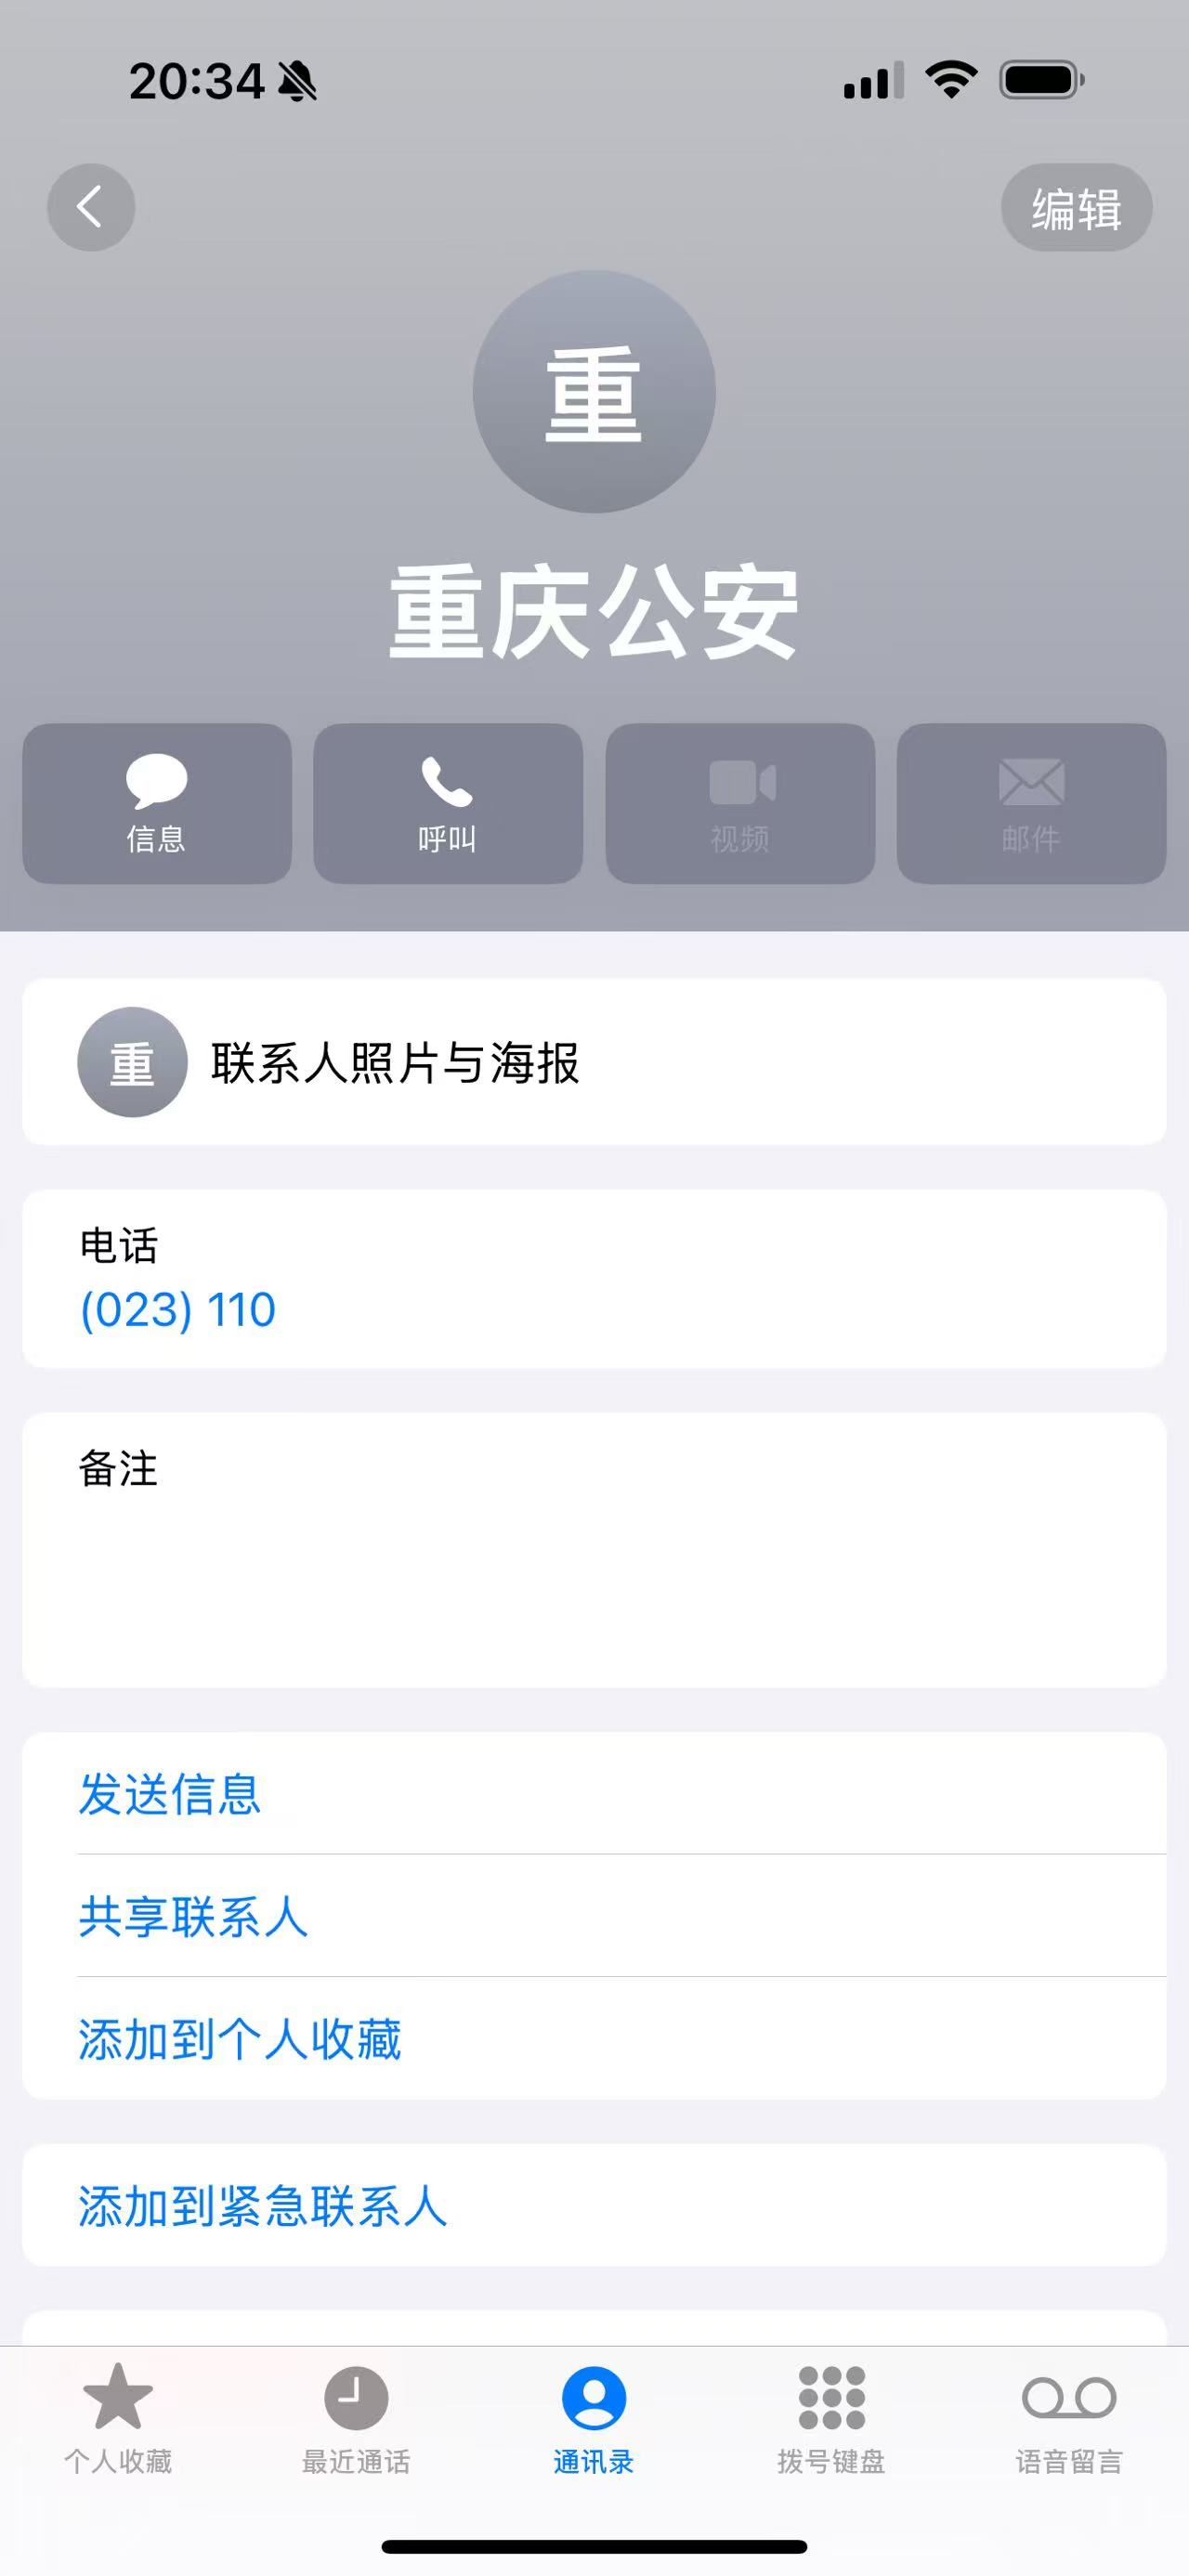 20:34
编辑
重
重庆公安
信息
呼叫
视频
邮件
重 联系人照片与海报
电话
(023) 110
备注
发送信息
共享联系人
添加到个人收藏
添加到紧急联系人
个人收藏
最近通话
通讯录
拨号键盘
语音留言